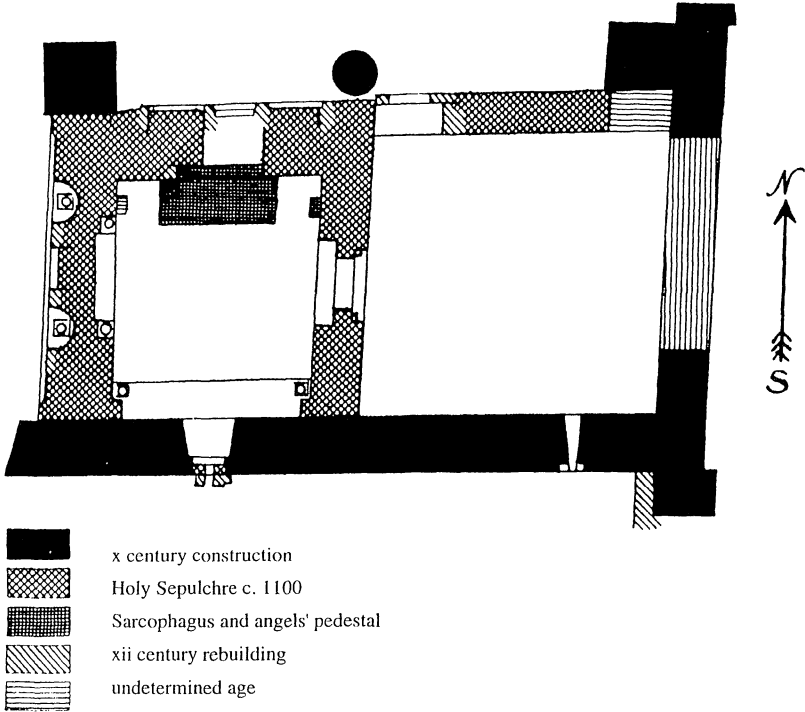 N
S
x century construction
Holy Sepulchre c. 1100
Sarcophagus and angels' pedestal
xii century rebuilding
undetermined age